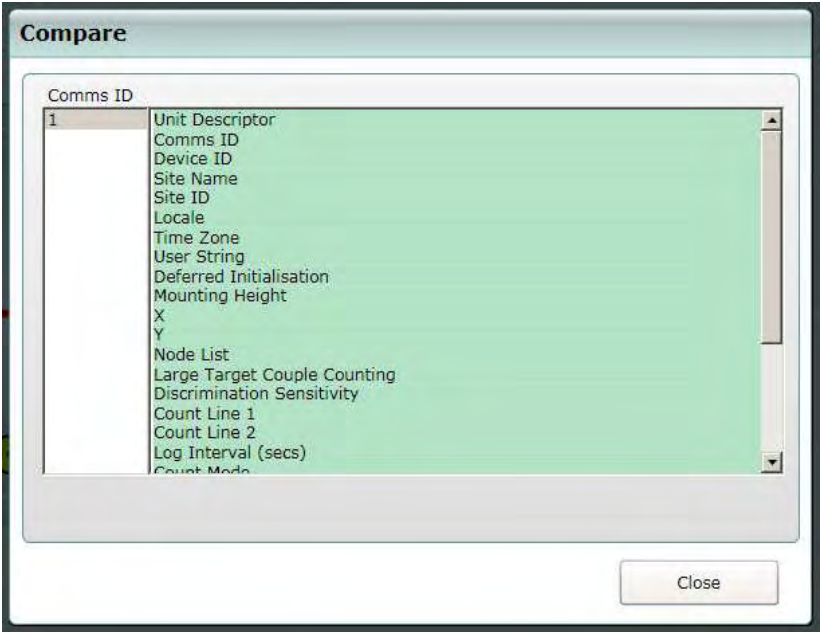 Compare
Comms ID
1
Unit Descriptor
Comms ID
Device ID
Site Name
Site ID
Locale
Time Zone
User String
Deferred Initialisation
Mounting Height
X
Y
Node List
Large Target Couple Counting
Discrimination Sensitivity
Count Line 1
Count Line 2
Log Interval (secs)
Count Mode
Close